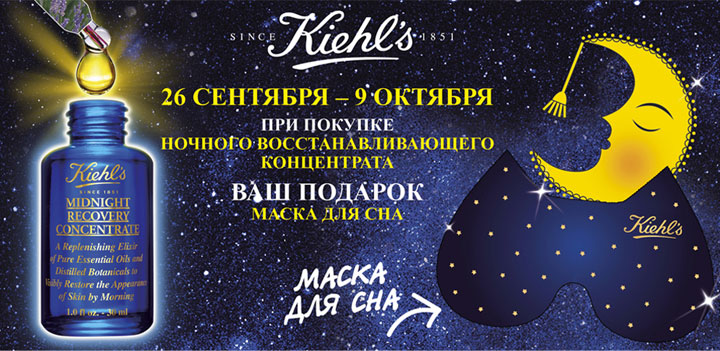 SINCE Kiehl's 1851
26 СЕНТЯБРЯ – 9 ОКТЯБРЯ
ПРИ ПОКУПКЕ
НОЧНОГО ВОССТАНАВЛИВАЮЩЕГО
КОНЦЕНТРАТА
ВАШ ПОДАРОК
МАСКА ДЛЯ СНА
МАСКА
ДЛЯ СНА
Kiehl's
SINCE 1851
MIDNIGHT
RECOVERY
CONCENTRATE
A Replenishing Elixir
of Pure Essential Oils and
Distilled Botanicals to
Visibly Restore the Appearance
of Skin by Morning
1.0 fl. oz. - 30 ml
Kiehl's